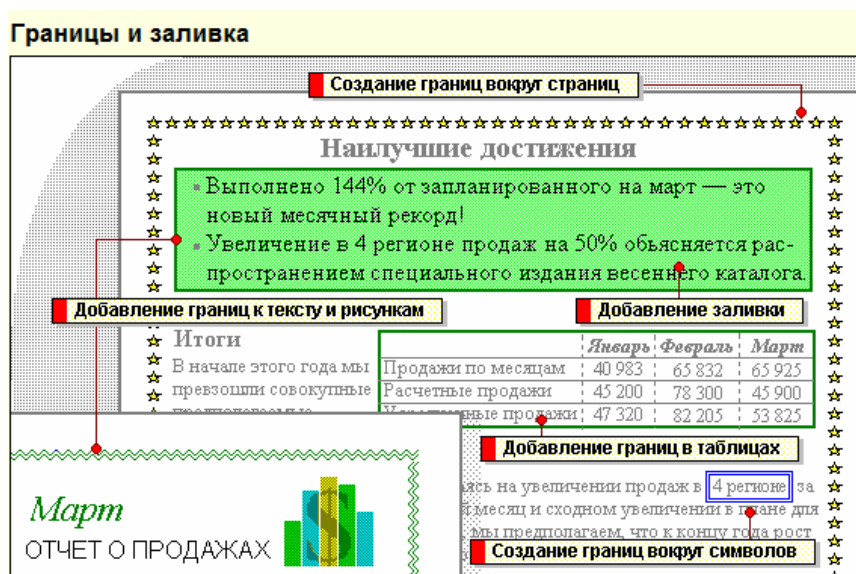 Границы и заливка
Создание границ вокруг страниц
Наилучшие достижения
Выполнено 144% от запланированного на март — это
новый месячный рекорд!
Увеличение в 4 регионе продаж на 50% обьясняется рас-
пространением специального издания весеннего каталога.
Добавление границ к тексту и рисункам
Добавление заливки
Итоги
В начале этого года мы
превзошли совокупные
Январь Февраль Март
Продажи по месяцам 40 983 65 832 65 925
Расчетные продажи 45 200 78 300 45 900
продажи 47 320 82 205 53 825
Добавление границ в таблицах
на увеличении продаж в 4 регионе за
месяц и сходном увеличении в плане для
мы предполагаем, что к концу года рост
Создание границ вокруг символов
Март
ОТЧЕТ О ПРОДАЖАХ
$